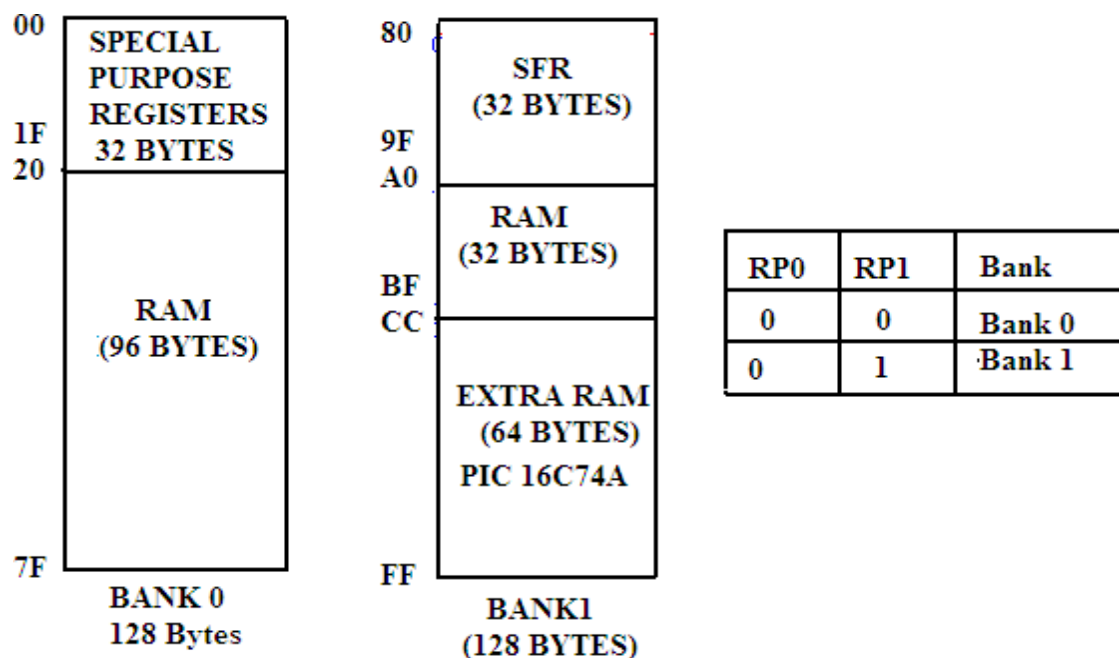 00
SPECIAL
PURPOSE
REGISTERS
32 BYTES
1F
20
RAM
(96 BYTES)
7F
BANK 0
128 Bytes
80
SFR
(32 BYTES)
9F
A0
RAM
(32 BYTES)
BF
CC
EXTRA RAM
(64 BYTES)
PIC 16C74A
FF
BANK1
(128 BYTES)
RP0 RP1 Bank
0 0 Bank 0
0 1 Bank 1